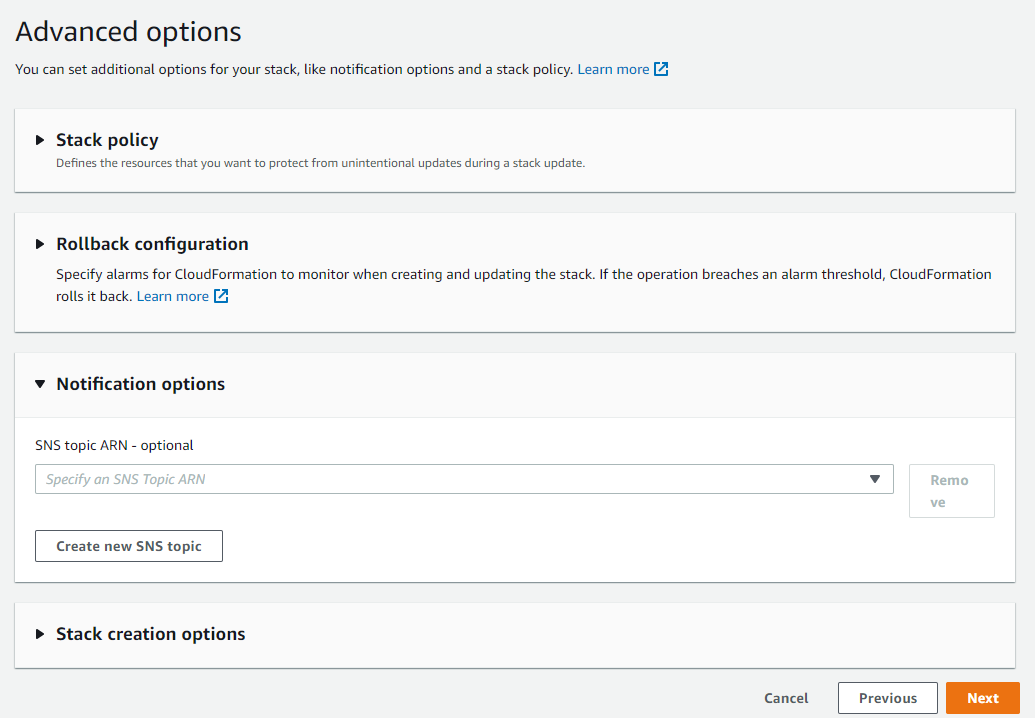 Advanced options
You can set additional options for your stack, like notification options and a stack policy. Learn more
Stack policy
Defines the resources that you want to protect from unintentional updates during a stack update.
Rollback configuration
Specify alarms for CloudFormation to monitor when creating and updating the stack. If the operation breaches an alarm threshold, CloudFormation
rolls it back. Learn more
Notification options
SNS topic ARN - optional
Specify an SNS Topic ARN
Remo
ve
Create new SNS topic
Stack creation options
Cancel
Previous
Next